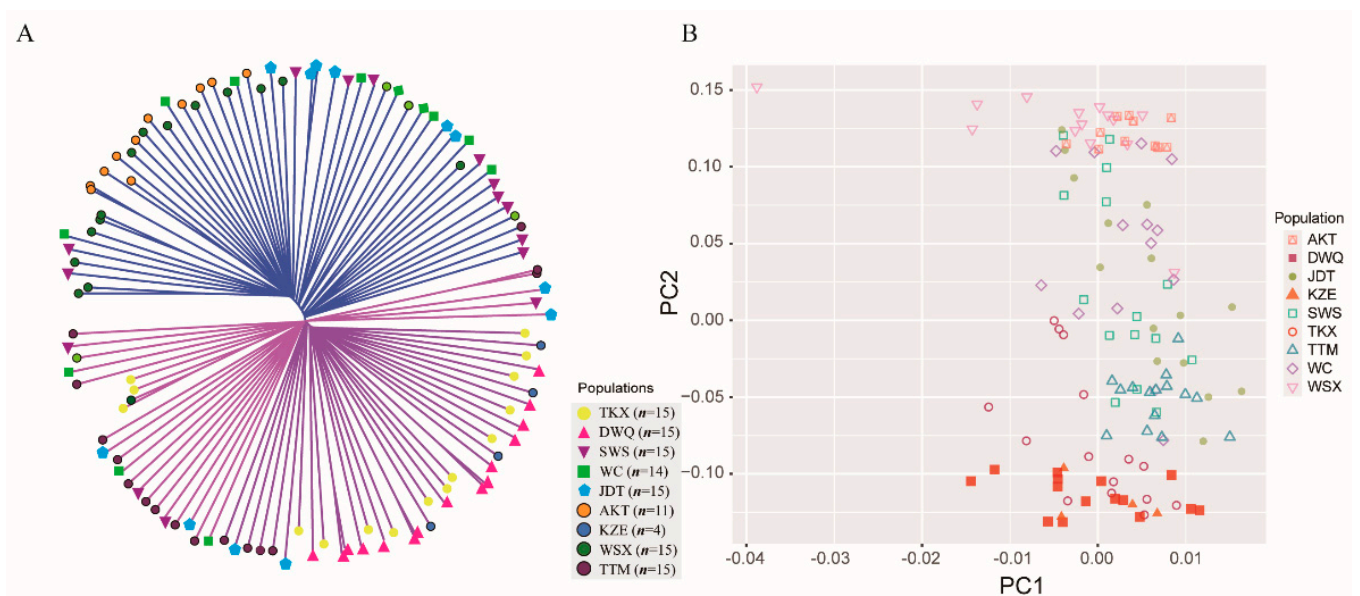 A
Populations
TKX (n=15)
DWQ (n=15)
SWS (n=15)
WC (n=14)
JDT (n=15)
AKT (n=11)
KZE (n=4)
WSX (n=15)
TTM (n=15)
B
0.15
0.10
0.05
0.00
−0.05
−0.10
PC2
-0.04
-0.03
-0.02
-0.01
0.00
0.01
PC1
Population
AKT
DWQ
JDT
KZE
SWS
TKX
TTM
WC
WSX